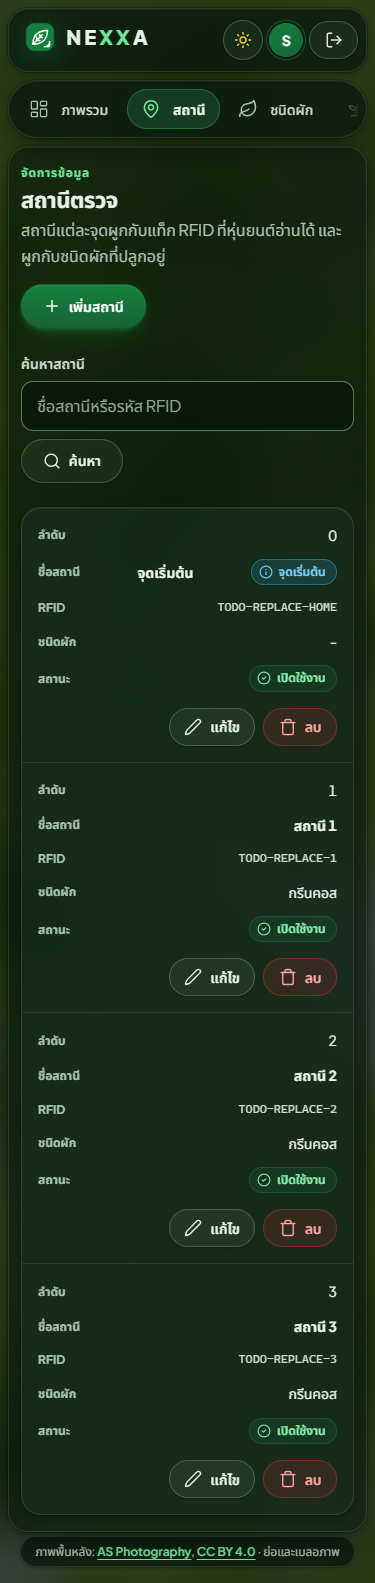 NEXXA
S
ภาพรวม
สถานี
ชนิดผัก
จัดการข้อมูล
สถานีตรวจ
สถานีแต่ละจุดผูกกับแท็ก RFID ที่หุ่นยนต์อ่านได้ และ
ผูกกับชนิดผักที่ปลูกอยู่
เพิ่มสถานี
ค้นหาสถานี
ชื่อสถานีหรือรหัส RFID
ค้นหา
ลำดับ 0
ชื่อสถานี จุดเริ่มต้น จุดเริ่มต้น
RFID TODO-REPLACE-HOME
ชนิดผัก -
สถานะ เปิดใช้งาน
แก้ไข ลบ
ลำดับ 1
ชื่อสถานี สถานี 1
RFID TODO-REPLACE-1
ชนิดผัก กรีนคอส
สถานะ เปิดใช้งาน
แก้ไข ลบ
ลำดับ 2
ชื่อสถานี สถานี 2
RFID TODO-REPLACE-2
ชนิดผัก กรีนคอส
สถานะ เปิดใช้งาน
แก้ไข ลบ
ลำดับ 3
ชื่อสถานี สถานี 3
RFID TODO-REPLACE-3
ชนิดผัก กรีนคอส
สถานะ เปิดใช้งาน
แก้ไข ลบ
ภาพพื้นหลัง: AS Photography, CC BY 4.0 · ย่อและเบลอภาพ